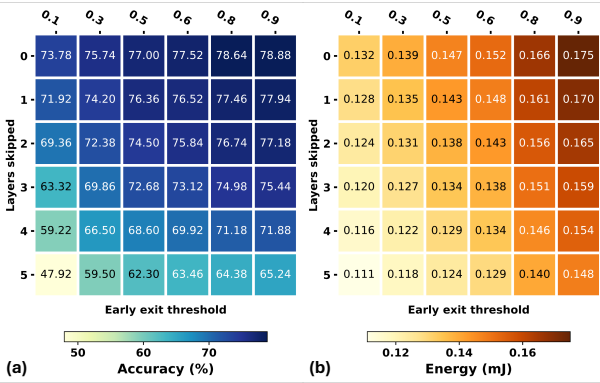 0.1 0.3 0.5 0.6 0.8 0.9
0 73.78 75.74 77.00 77.52 78.64 78.88
1 71.92 74.20 76.36 76.52 77.46 77.94
2 69.36 72.38 74.50 75.84 76.74 77.18
3 63.32 69.86 72.68 73.12 74.98 75.44
4 59.22 66.50 68.60 69.92 71.18 71.88
5 47.92 59.50 62.30 63.46 64.38 65.24
Layers skipped
Early exit threshold
50 60 70
(a) Accuracy (%)
0.1 0.3 0.5 0.6 0.8 0.9
0 0.132 0.139 0.147 0.152 0.166 0.175
1 0.128 0.135 0.143 0.148 0.161 0.170
2 0.124 0.131 0.138 0.143 0.156 0.165
3 0.120 0.127 0.134 0.138 0.151 0.159
4 0.116 0.122 0.129 0.134 0.146 0.154
5 0.111 0.118 0.124 0.129 0.140 0.148
Layers skipped
Early exit threshold
0.12 0.14 0.16
(b) Energy (mJ)